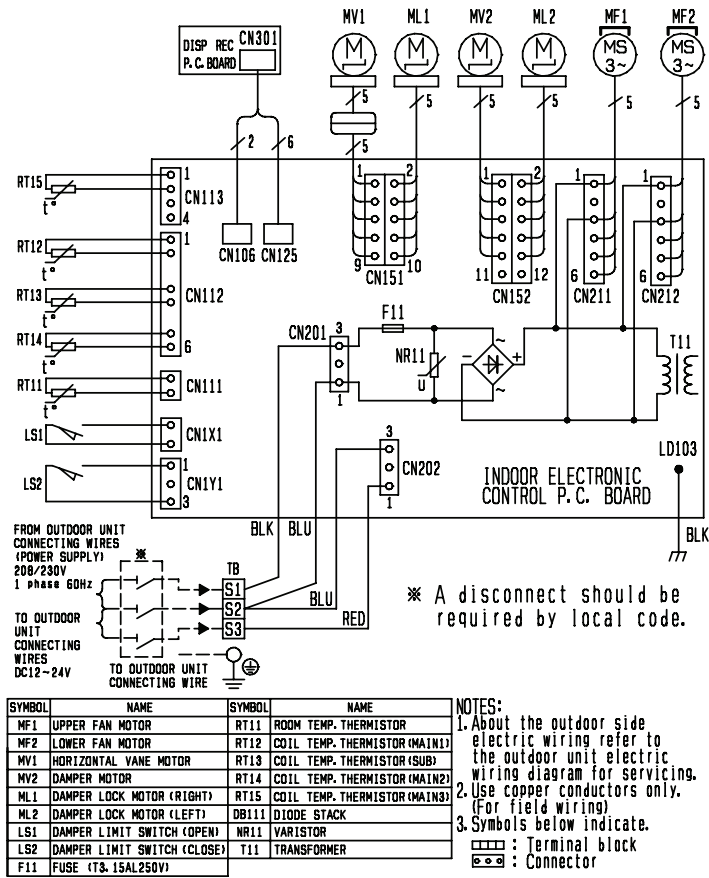 MV1 ML1 MV2 ML2 MF1 MF2
DISP REC CN301
P.C.BOARD
M M M M MS MS
3~ 3~
5 5 5 5 5 5
2 6 5
RT15 t°
1
CN113
4
CN106 CN125
1 2
9 10
CN151
1 2
11 12
CN152
1
6
CN211
1
6
CN212
RT12 t°
1
RT13 t°
CN112
RT14 t°
6
RT11 t°
CN111
LS1
CN1X1
LS2
1
CN1Y1
3
CN201 3
1
F11
NR11
U
~
- +
~
T11
3
CN202
1
LD103
INDOOR ELECTRONIC
CONTROL P.C. BOARD
BLK BLU
BLK
FROM OUTDOOR UNIT
CONNECTING WIRES
(POWER SUPPLY)
208/230V
1 phase 60Hz
※
TB
S1
S2
S3
BLU
RED
TO OUTDOOR
UNIT
CONNECTING
WIRES
DC12~24V
TO OUTDOOR UNIT
CONNECTING WIRE
※ A disconnect should be
required by local code.
SYMBOL NAME SYMBOL NAME
MF1 UPPER FAN MOTOR RT11 ROOM TEMP.THERMISTOR
MF2 LOWER FAN MOTOR RT12 COIL TEMP.THERMISTOR(MAIN1)
MV1 HORIZONTAL VANE MOTOR RT13 COIL TEMP.THERMISTOR(SUB)
MV2 DAMPER MOTOR RT14 COIL TEMP.THERMISTOR(MAIN2)
ML1 DAMPER LOCK MOTOR (RIGHT) RT15 COIL TEMP.THERMISTOR(MAIN3)
ML2 DAMPER LOCK MOTOR (LEFT) DB111 DIODE STACK
LS1 DAMPER LIMIT SWITCH (OPEN) NR11 VARISTOR
LS2 DAMPER LIMIT SWITCH (CLOSE) T11 TRANSFORMER
F11 FUSE (T3.15AL250V)
NOTES:
1. About the outdoor side
electric wiring refer to
the outdoor unit electric
wiring diagram for servicing.
2. Use copper conductors only.
(For field wiring)
3. Symbols below indicate.
: Terminal block
: Connector